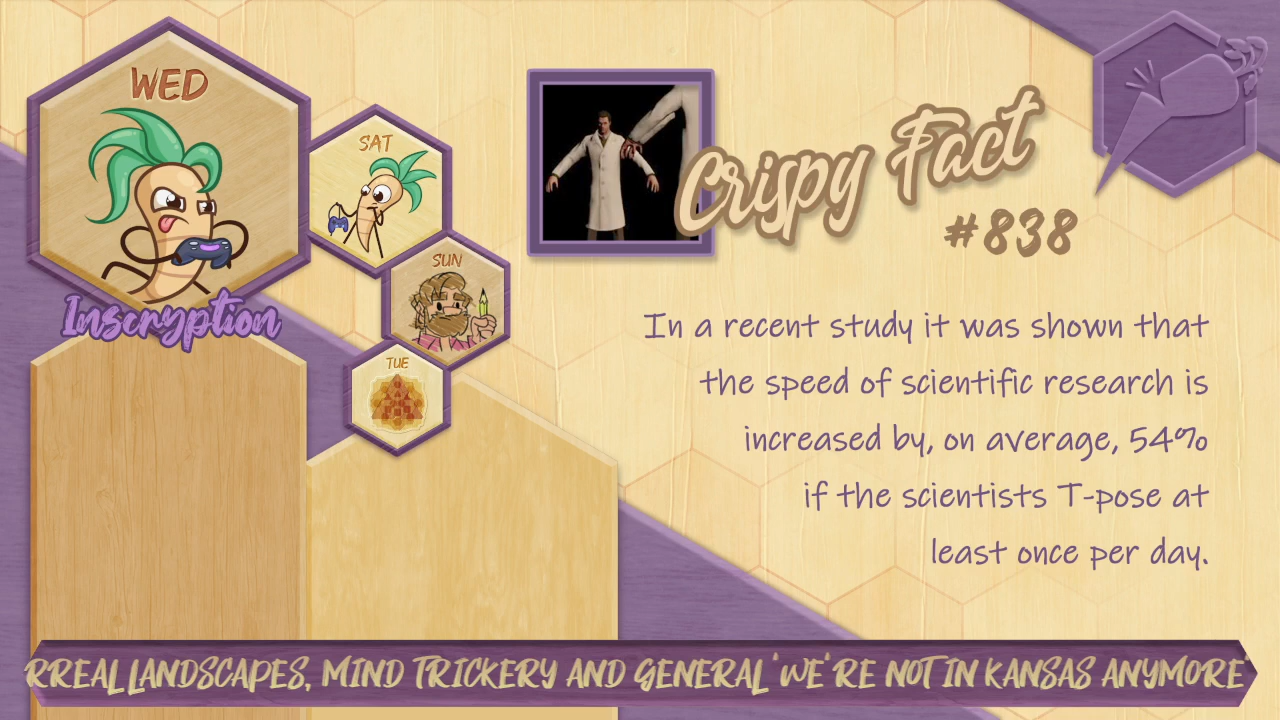 WED
SAT
SUN
TUE
Inscryption
Crispy Fact
#838
In a recent study it was shown that
the speed of scientific research is
increased by, on average, 54%
if the scientists T-pose at
least once per day.
RREAL LANDSCAPES, MIND TRICKERY AND GENERAL "WE'RE NOT IN KANSAS ANYMORE"